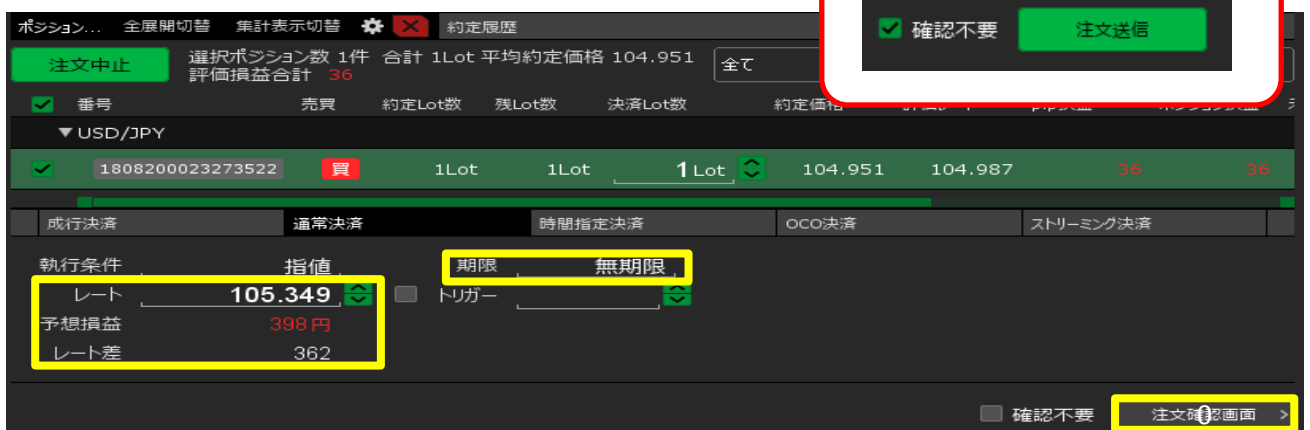 ポジション... 全展開切替 集計表示切替 約定履歴
確認不要 注文送信
注文中止 選択ポジション数 1件 合計 1Lot 平均約定価格 104.951 全て
評価損益合計 36
番号 売買 約定Lot数 残Lot数 決済Lot数 約定価格
▼USD/JPY
1808200023273522 買 1Lot 1Lot 1 Lot 104.951 104.987 36 36
成行決済 通常決済 時間指定決済 OCO決済 ストリーミング決済
執行条件 指値 期限 無期限
レート 105.349 トリガー
予想損益 398円
レート差 362
確認不要 注文確認画面 >
0